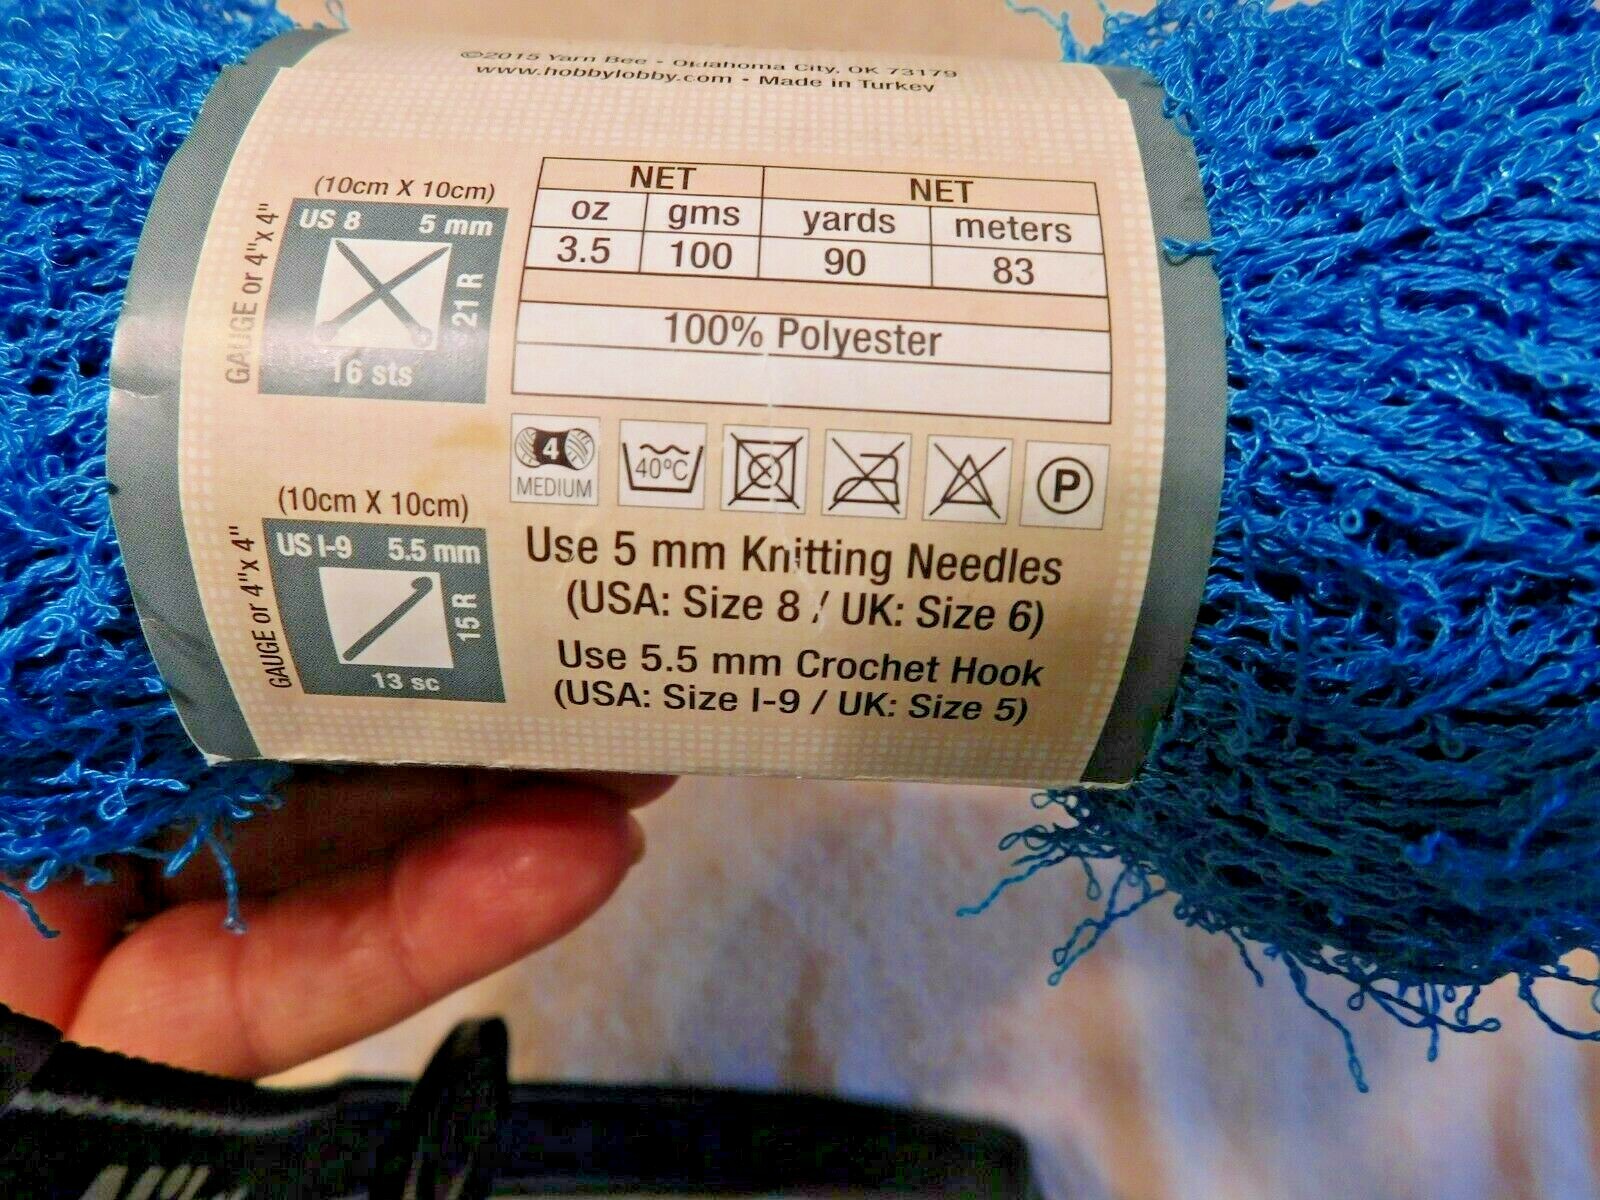 ©2015 Yarn Bee • Oklahoma City, OK 73179
www.hobbylobby.com • Made in Turkey
(10cm X 10cm)
GAUGE or 4"x 4"
US 8 5 mm
21 R
16 sts
NET NET
oz gms yards meters
3.5 100 90 83
100% Polyester
4
MEDIUM
40ºC
P
(10cm X 10cm)
GAUGE or 4"x 4"
US I-9 5.5 mm
15 R
13 sc
Use 5 mm Knitting Needles
(USA: Size 8 / UK: Size 6)
Use 5.5 mm Crochet Hook
(USA: Size I-9 / UK: Size 5)